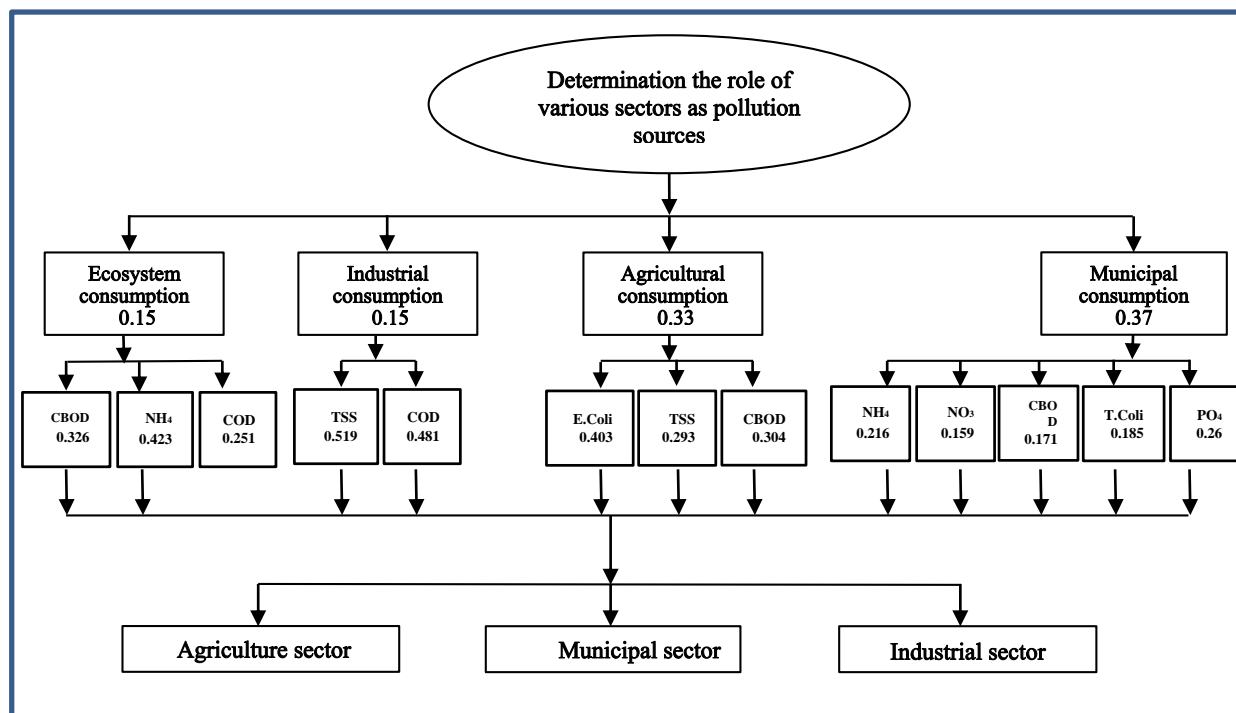 Determination the role of
various sectors as pollution
sources
Ecosystem
consumption
0.15
Industrial
consumption
0.15
Agricultural
consumption
0.33
Municipal
consumption
0.37
CBOD
0.326
NH₄
0.423
COD
0.251
TSS
0.519
COD
0.481
E.Coli
0.403
TSS
0.293
CBOD
0.304
NH₄
0.216
NO₃
0.159
CBO
D
0.171
T.Coli
0.185
PO₄
0.26
Agriculture sector
Municipal sector
Industrial sector